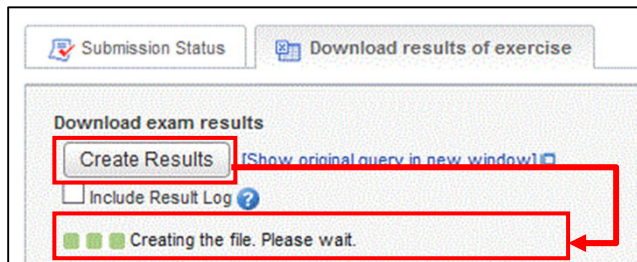 Submission Status
Download results of exercise
Download exam results
Create Results
[Show original query in new window]
Include Result Log
?
Creating the file. Please wait.